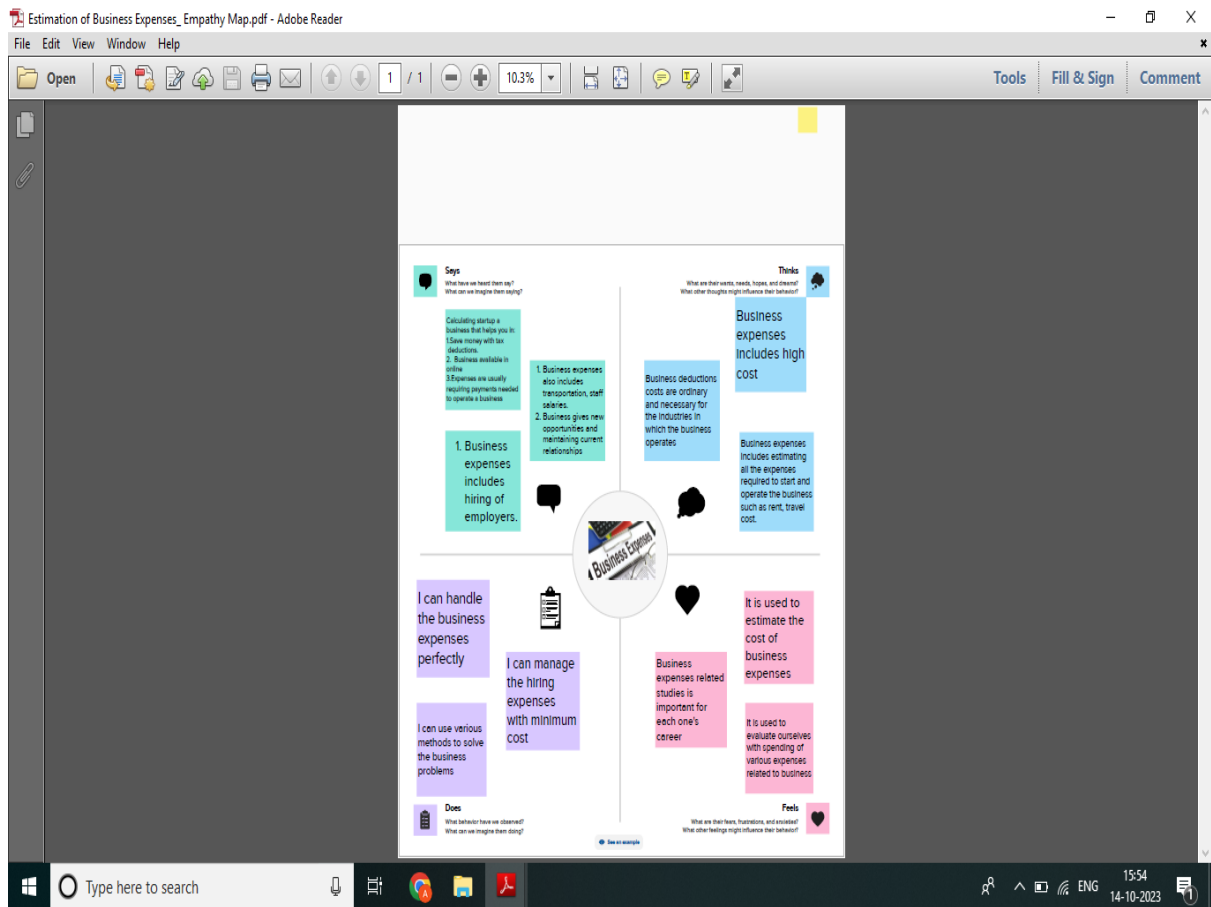 Estimation of Business Expenses_ Empathy Map.pdf - Adobe Reader
File Edit View Window Help
Open
1 / 1
10.3%
Tools
Fill & Sign
Comment
Says
What have we heard them say?
What can we imagine them saying?
Thinks
What are their wants, needs, hopes, and dreams?
What other thoughts might influence their behavior?
Calculating startup a
business that helps you in:
1.Save money with tax
deductions.
2. Business available in
online
3.Expenses are usually
requiring payments needed
to operate a business
1. Business expenses
also includes
transportation, staff
salaries.
2. Business gives new
opportunities and
maintaining current
relationships
1. Business
expenses
includes
hiring of
employers.
Business
expenses
includes high
cost
Business deductions
costs are ordinary
and necessary for
the industries in
which the business
operates
Business expenses
includes estimating
all the expenses
required to start and
operate the business
such as rent, travel
cost.
Business Expenses
I can handle
the business
expenses
perfectly
I can manage
the hiring
expenses
with minimum
cost
I can use various
methods to solve
the business
problems
It is used to
estimate the
cost of
business
expenses
Business
expenses related
studies is
important for
each one's
career
It is used to
evaluate ourselves
with spending of
various expenses
related to business
Does
What behavior have we observed?
What can we imagine them doing?
Feels
What are their fears, frustrations, and anxieties?
What other feelings might influence their behavior?
See an example
Type here to search
ENG
15:54
14-10-2023
1